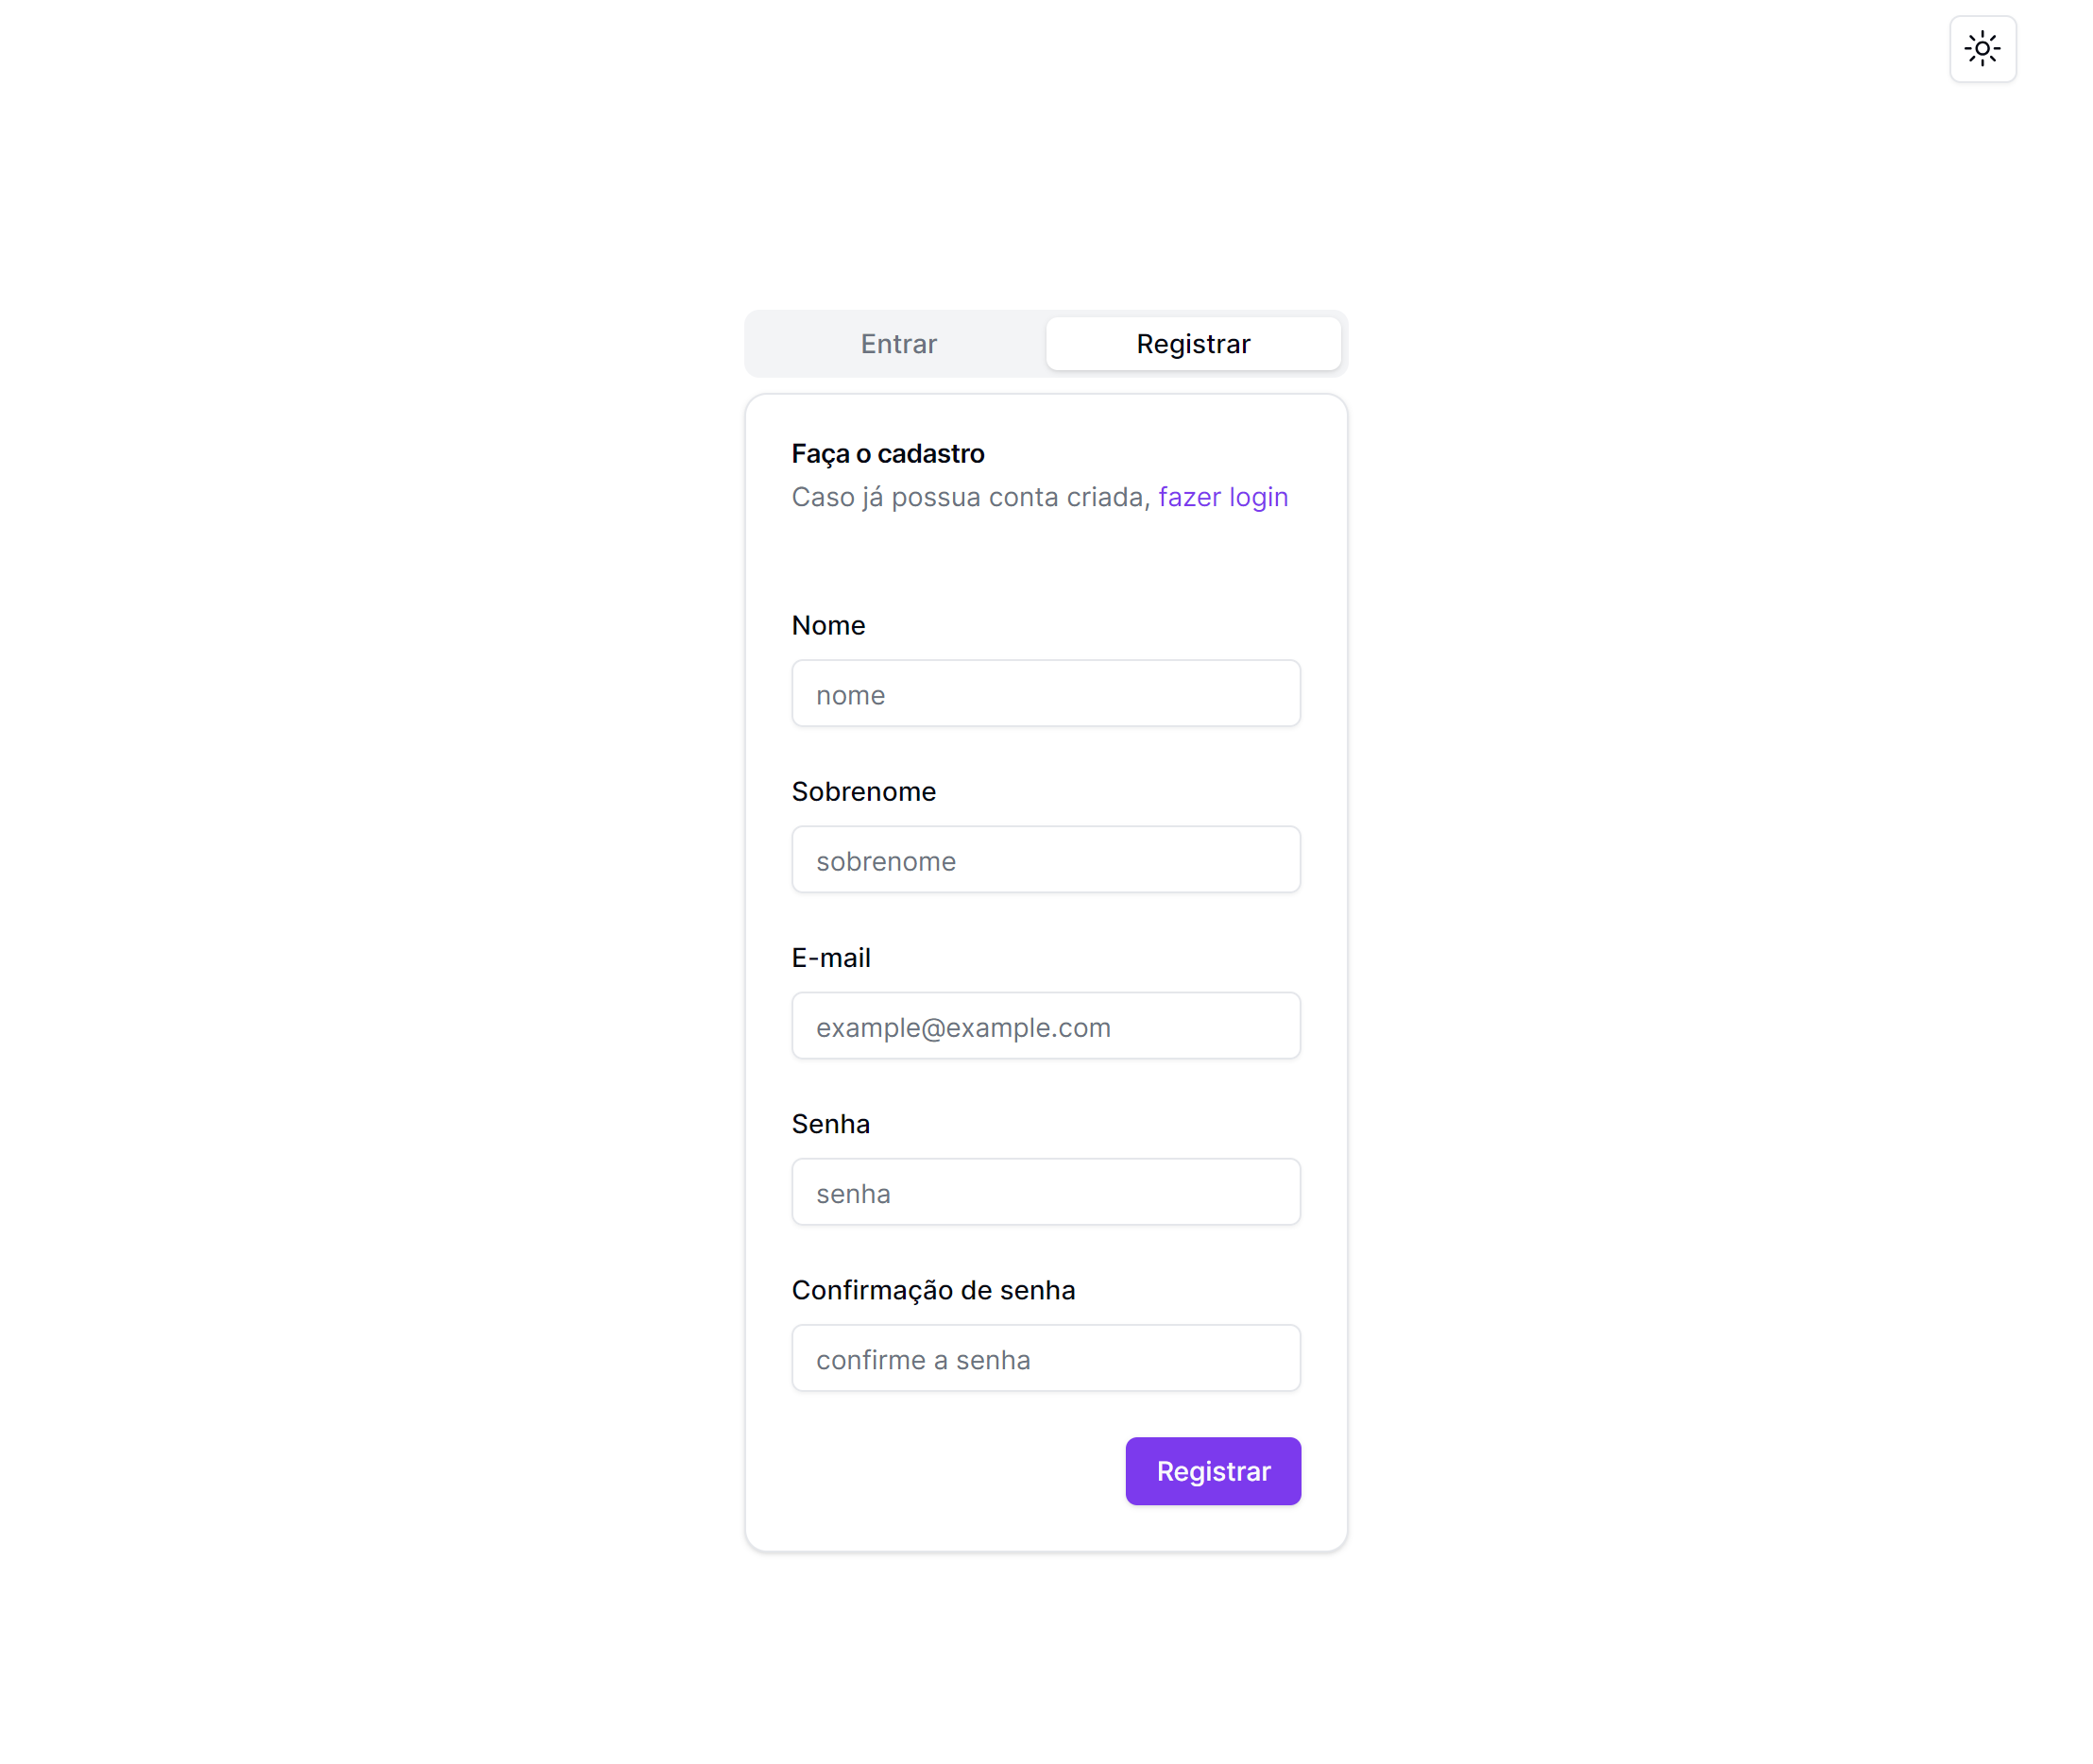 Entrar Registrar
Faça o cadastro
Caso já possua conta criada, fazer login
Nome
nome
Sobrenome
sobrenome
E-mail
example@example.com
Senha
senha
Confirmação de senha
confirme a senha
Registrar